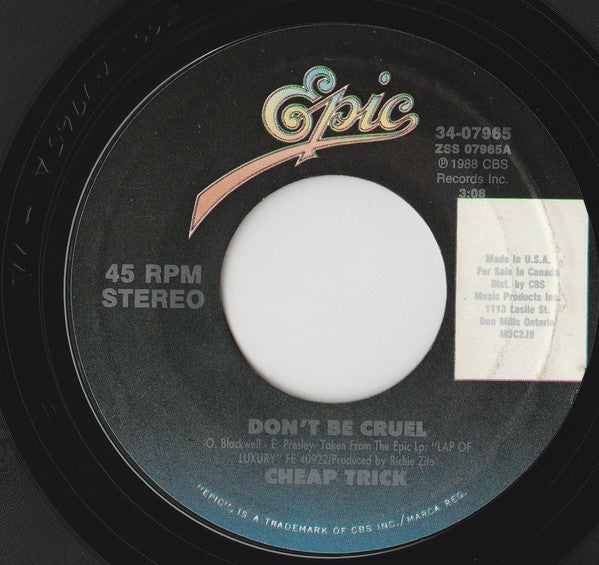 Epic
34-07965
ZSS 07965A
℗ 1988 CBS
Records Inc.
3:08
45 RPM
STEREO
Made In U.S.A.
For Sale In Canada
Dist. by CBS
Music Products Inc.
1113 Leslie St.
Don Mills Ontario
M3C2J9
DON'T BE CRUEL
-O. Blackwell - E. Presley- Taken From The Epic Lp: "LAP OF
LUXURY" FE 40922/Produced by Richie Zito
CHEAP TRICK
"EPIC", IS A TRADEMARK OF CBS INC./MARCA REG.